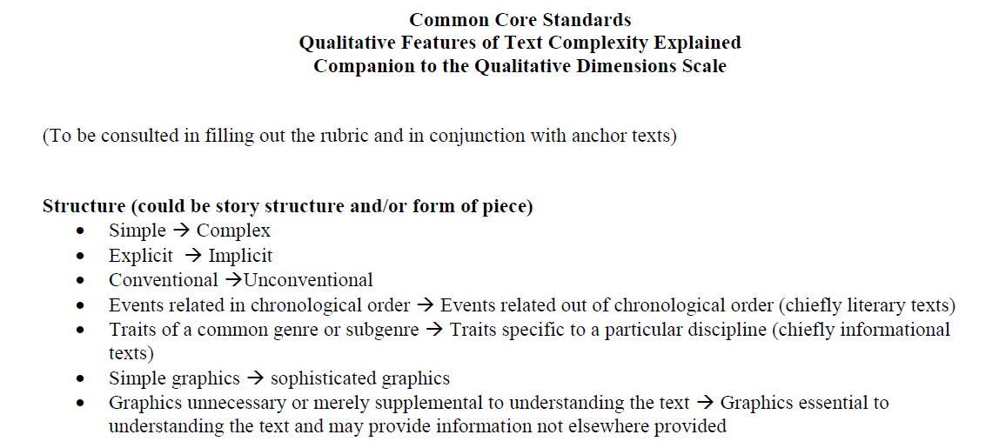 Common Core Standards
Qualitative Features of Text Complexity Explained
Companion to the Qualitative Dimensions Scale
(To be consulted in filling out the rubric and in conjunction with anchor texts)
Structure (could be story structure and/or form of piece)
• Simple → Complex
• Explicit → Implicit
• Conventional →Unconventional
• Events related in chronological order → Events related out of chronological order (chiefly literary texts)
• Traits of a common genre or subgenre → Traits specific to a particular discipline (chiefly informational
texts)
• Simple graphics → sophisticated graphics
• Graphics unnecessary or merely supplemental to understanding the text → Graphics essential to
understanding the text and may provide information not elsewhere provided